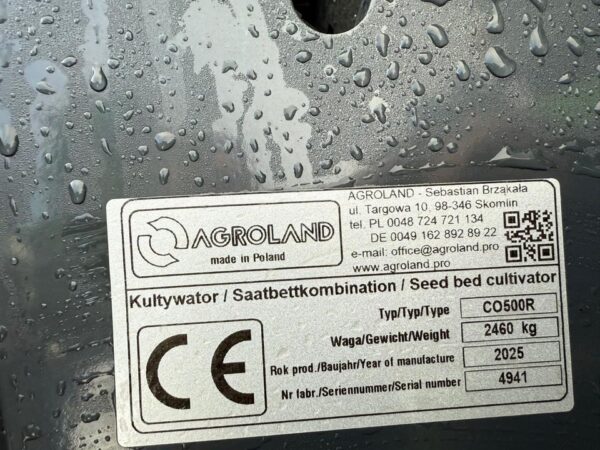 AGROLAND
made in Poland
AGROLAND - Sebastian Brząkała
ul. Targowa 10, 98-346 Skomlin
tel. PL 0048 724 721 134
DE 0049 162 892 89 22
e-mail: office@agroland.pro
www.agroland.pro
Kultywator / Saatbettkombination / Seed bed cultivator
CE
Typ/Typ/Type CO500R
Waga/Gewicht/Weight 2460 kg
Rok prod./Baujahr/Year of manufacture 2025
Nr fabr./Seriennummer/Serial number 4941